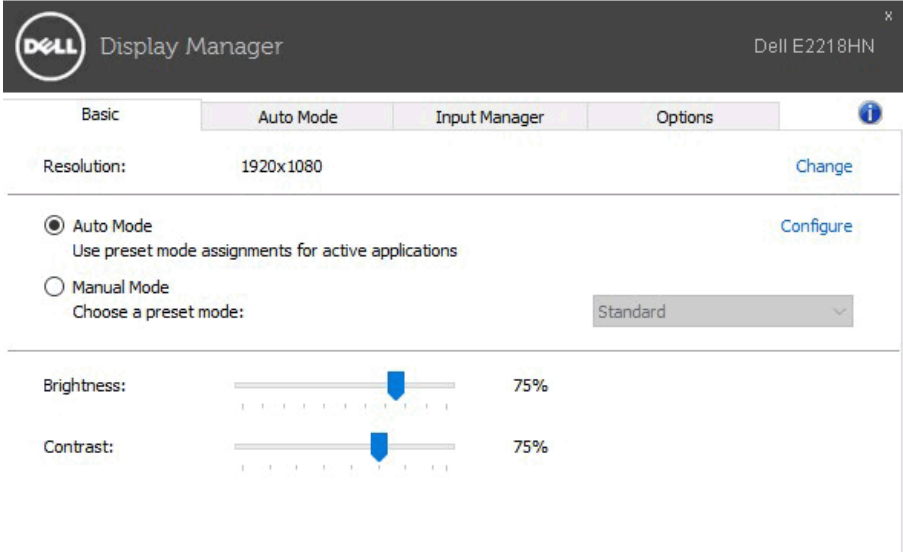 x
DELL Display Manager Dell E2218HN
Basic Auto Mode Input Manager Options i
Resolution: 1920x1080 Change
Auto Mode Configure
Use preset mode assignments for active applications
Manual Mode
Choose a preset mode: Standard
Brightness: 75%
Contrast: 75%